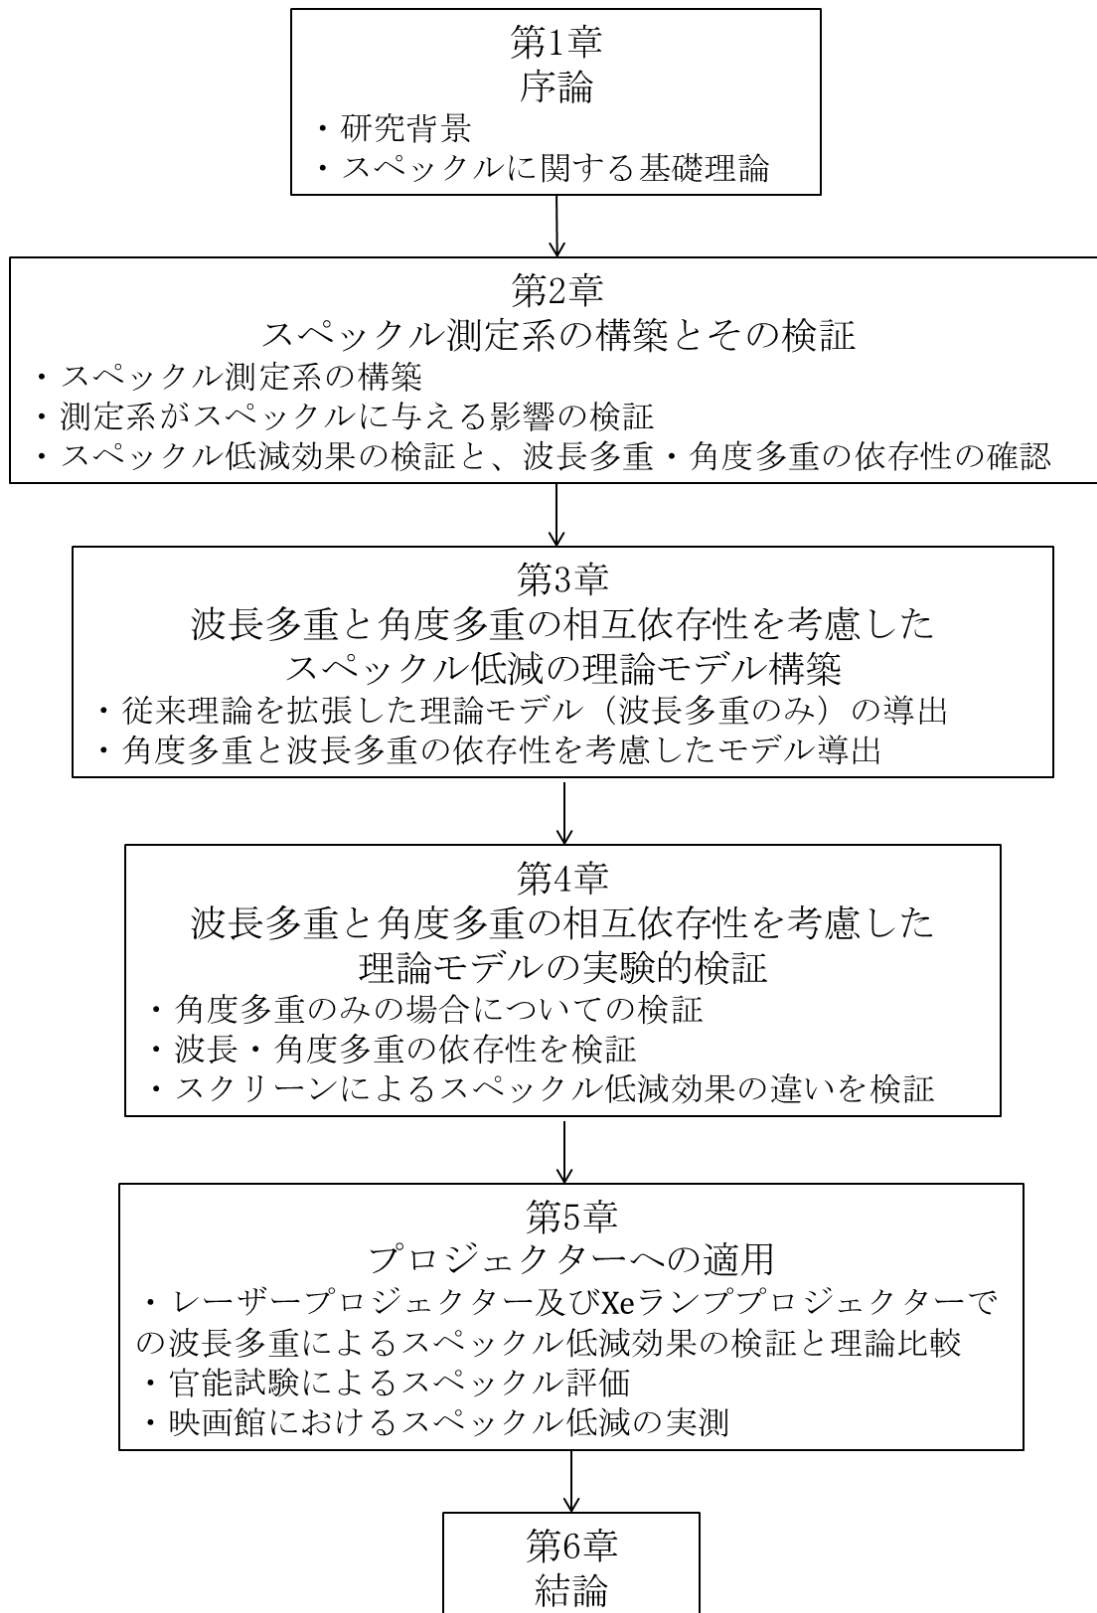 第1章
序論
・研究背景
・スペックルに関する基礎理論
第2章
スペックル測定系の構築とその検証
・スペックル測定系の構築
・測定系がスペックルに与える影響の検証
・スペックル低減効果の検証と、波長多重・角度多重の依存性の確認
第3章
波長多重と角度多重の相互依存性を考慮した
スペックル低減の理論モデル構築
・従来理論を拡張した理論モデル（波長多重のみ）の導出
・角度多重と波長多重の依存性を考慮したモデル導出
第4章
波長多重と角度多重の相互依存性を考慮した
理論モデルの実験的検証
・角度多重のみの場合についての検証
・波長・角度多重の依存性を検証
・スクリーンによるスペックル低減効果の違いを検証
第5章
プロジェクターへの適用
・レーザープロジェクター及びXeランププロジェクターで
の波長多重によるスペックル低減効果の検証と理論比較
・官能試験によるスペックル評価
・映画館におけるスペックル低減の実測
第6章
結論